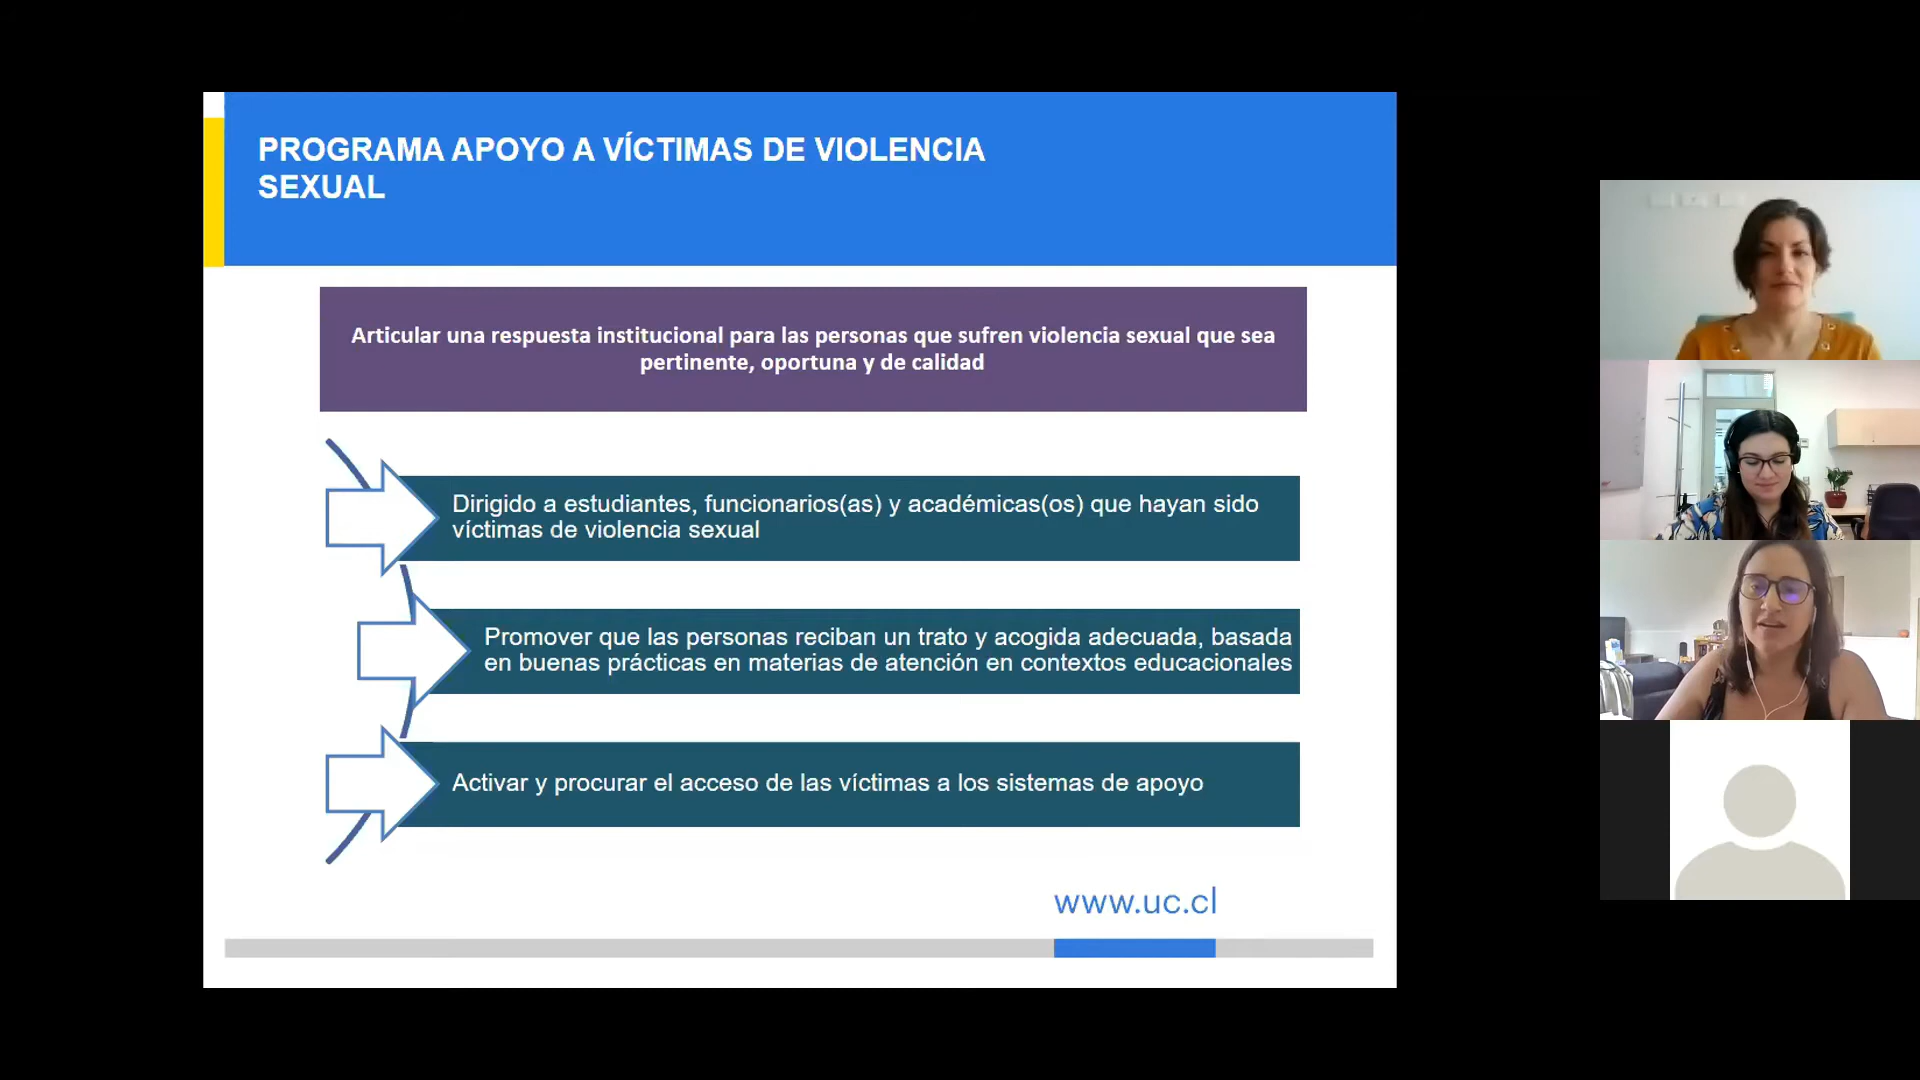 PROGRAMA APOYO A VÍCTIMAS DE VIOLENCIA
SEXUAL
Articular una respuesta institucional para las personas que sufren violencia sexual que sea
pertinente, oportuna y de calidad
Dirigido a estudiantes, funcionarios(as) y académicas(os) que hayan sido
víctimas de violencia sexual
Promover que las personas reciban un trato y acogida adecuada, basada
en buenas prácticas en materias de atención en contextos educacionales
Activar y procurar el acceso de las víctimas a los sistemas de apoyo
www.uc.cl